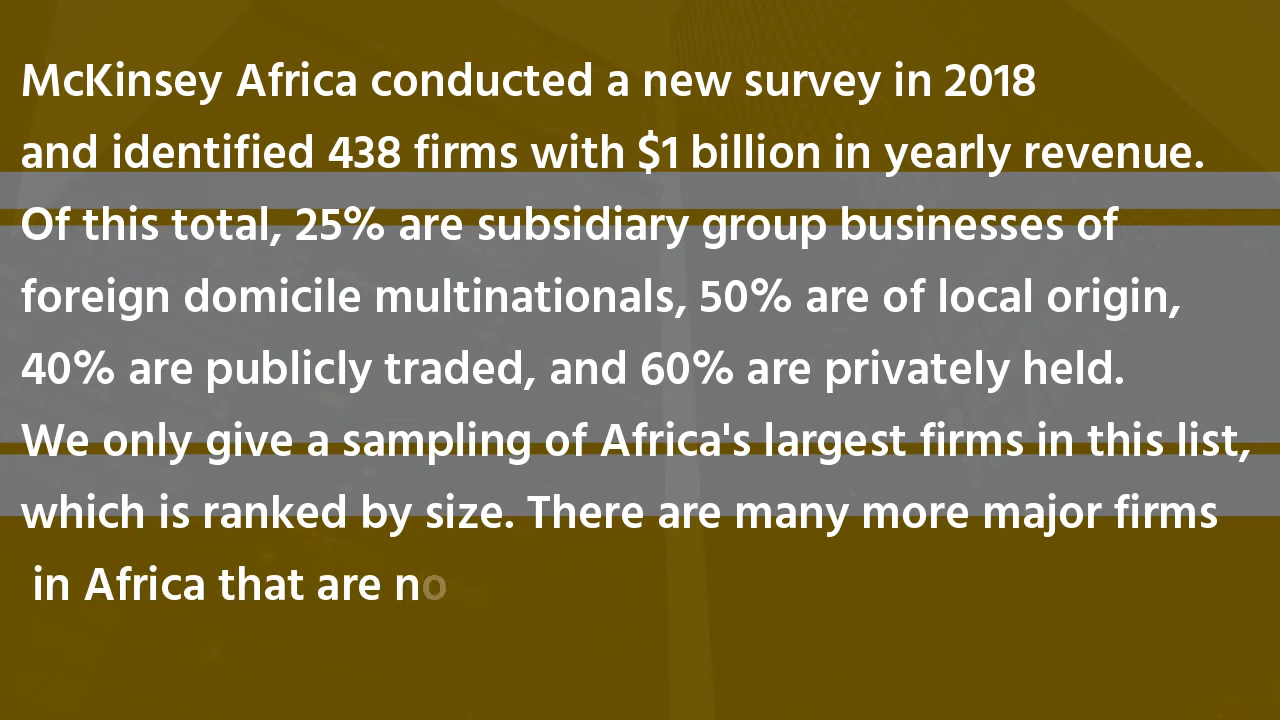 McKinsey Africa conducted a new survey in 2018
and identified 438 firms with $1 billion in yearly revenue.
Of this total, 25% are subsidiary group businesses of
foreign domicile multinationals, 50% are of local origin,
40% are publicly traded, and 60% are privately held.
We only give a sampling of Africa's largest firms in this list,
which is ranked by size. There are many more major firms
in Africa that are no